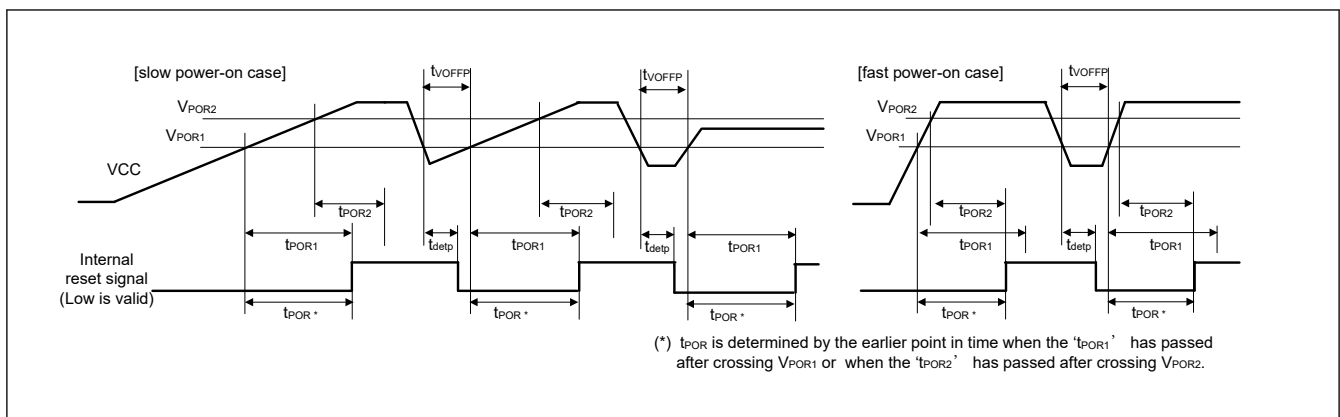 [slow power-on case]
tVOFFP
tVOFFP
[fast power-on case]
tVOFFP
VPOR2
VPOR1
VCC
VPOR2
VPOR1
tPOR2
tPOR2
tPOR2
tPOR2
tPOR1
tdetp
tPOR1
tdetp
tPOR1
tPOR1
tdetp
tPOR1
Internal
reset signal
(Low is valid)
tPOR *
tPOR *
tPOR *
tPOR *
tPOR *
(*) tPOR is determined by the earlier point in time when the ‘tPOR1’ has passed
after crossing VPOR1 or when the ‘tPOR2’ has passed after crossing VPOR2.